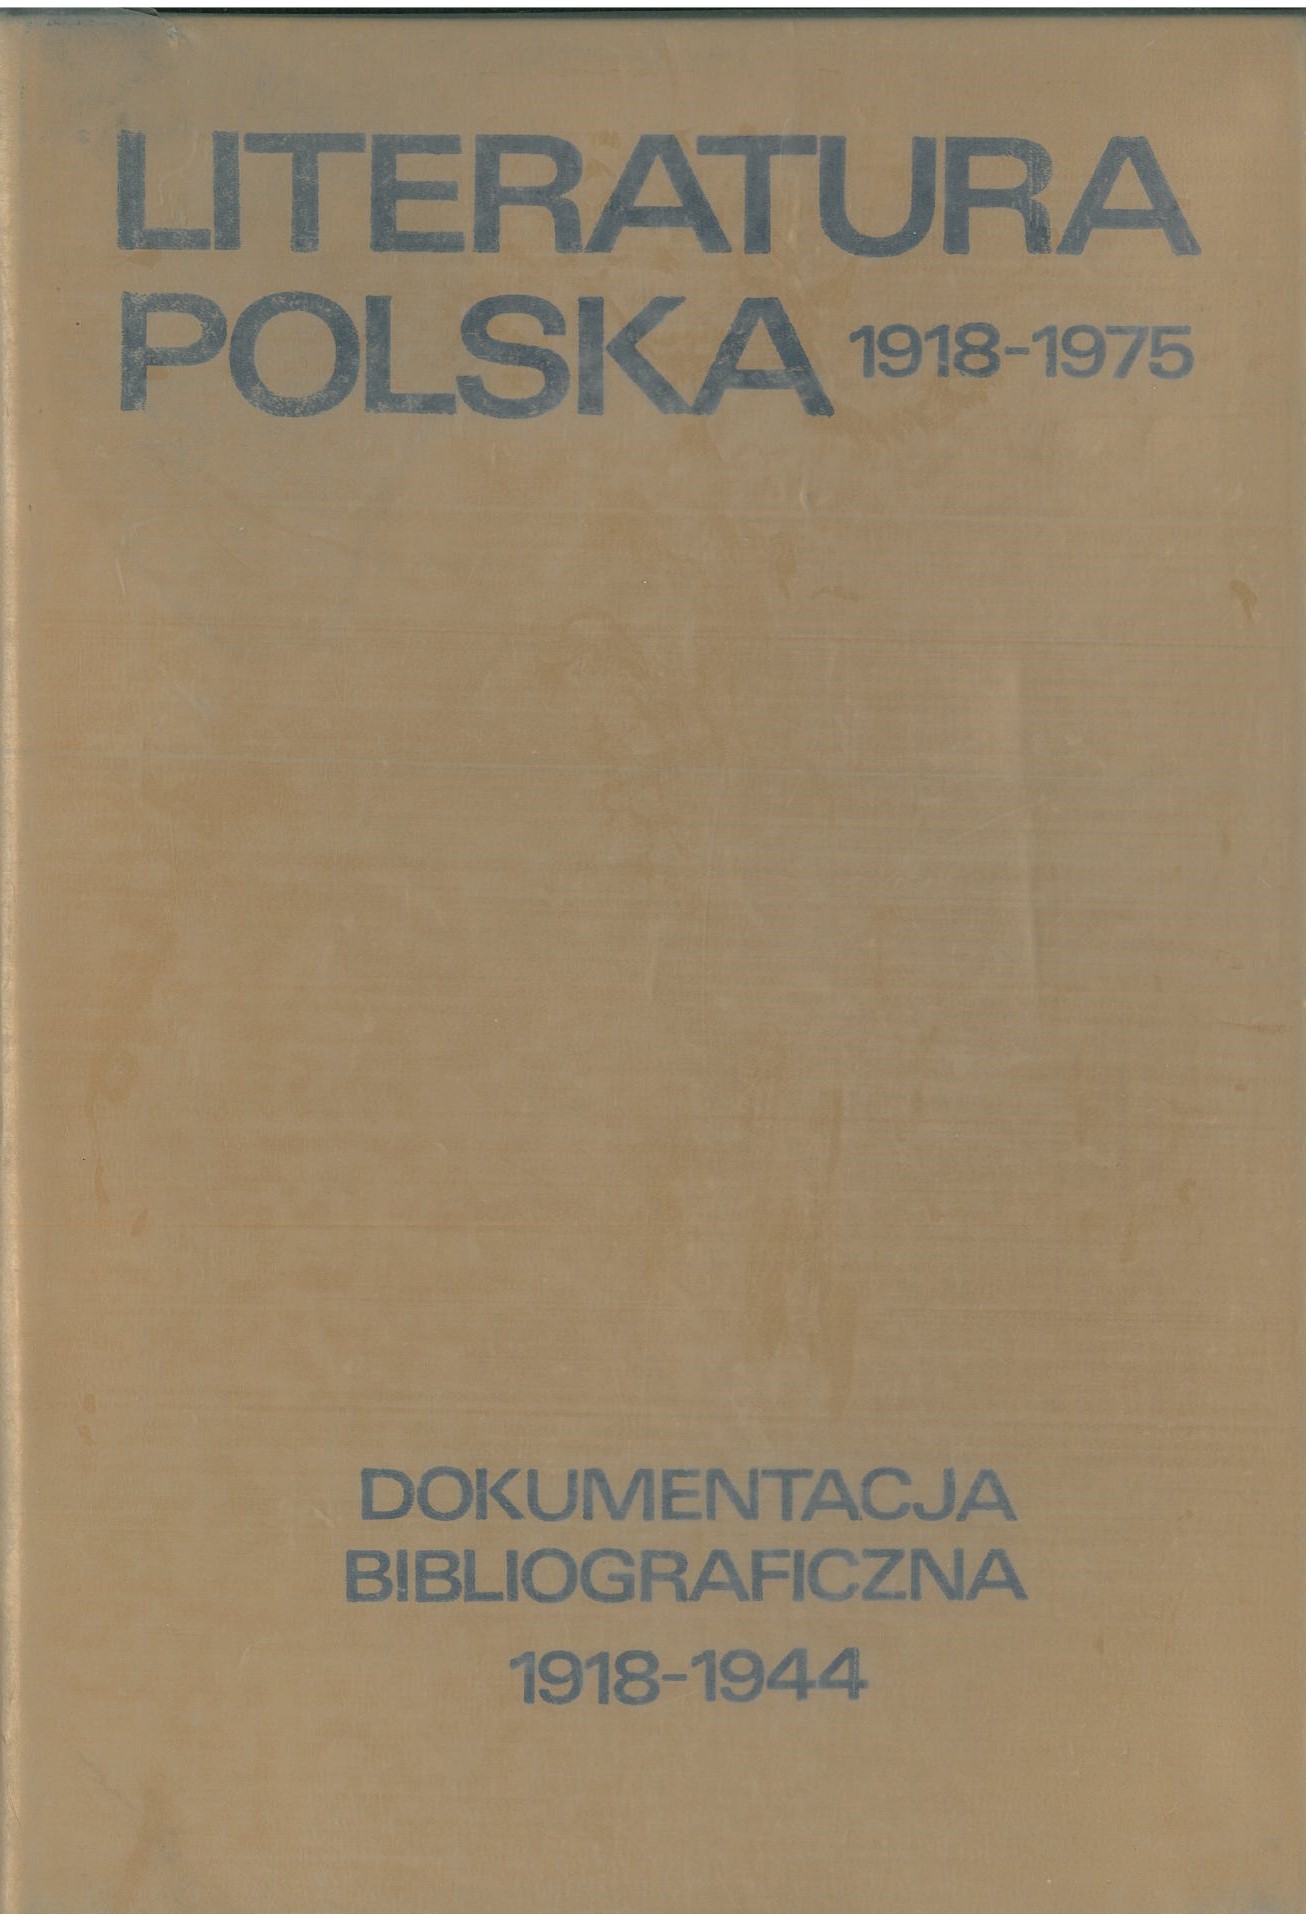 LITERATURA
POLSKA 1918-1975
DOKUMENTACJA
BIBLIOGRAFICZNA
1918-1944